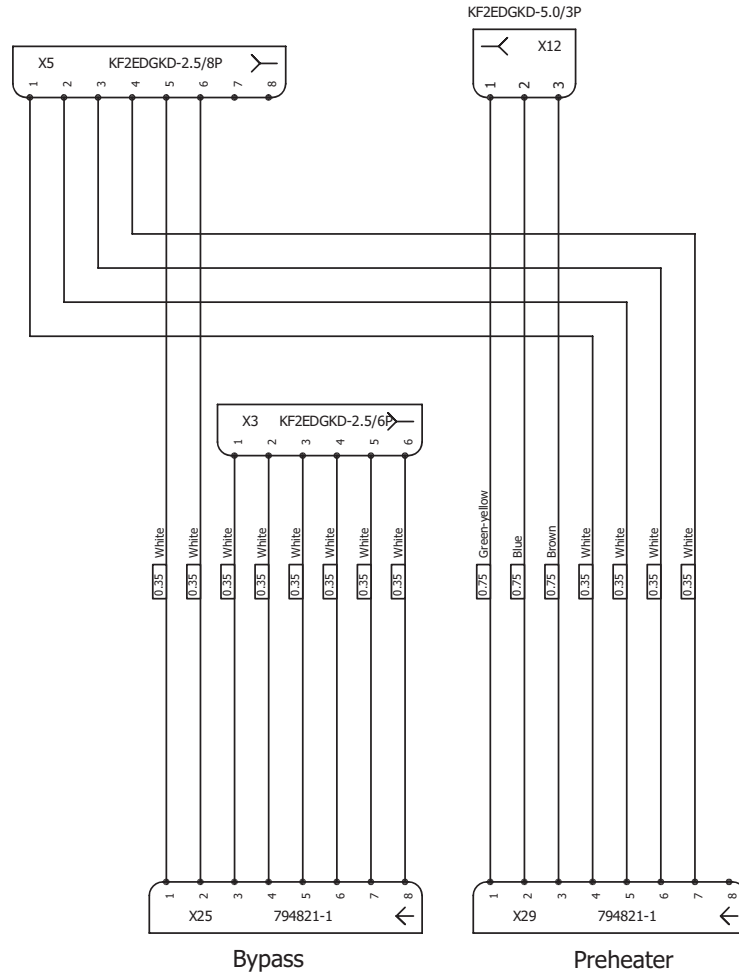 KF2EDGKD-5.0/3P
X5 KF2EDGKD-2.5/8P
1 2 3 4 5 6 7 8
X12
1 2 3
X3 KF2EDGKD-2.5/6P
1 2 3 4 5 6
White White White White White White White White Green-yellow Blue Brown White White White White
0.35 0.35 0.35 0.35 0.35 0.35 0.35 0.35 0.75 0.75 0.75 0.35 0.35 0.35 0.35
1 2 3 4 5 6 7 8
X25 794821-1
1 2 3 4 5 6 7 8
X29 794821-1
Bypass
Preheater